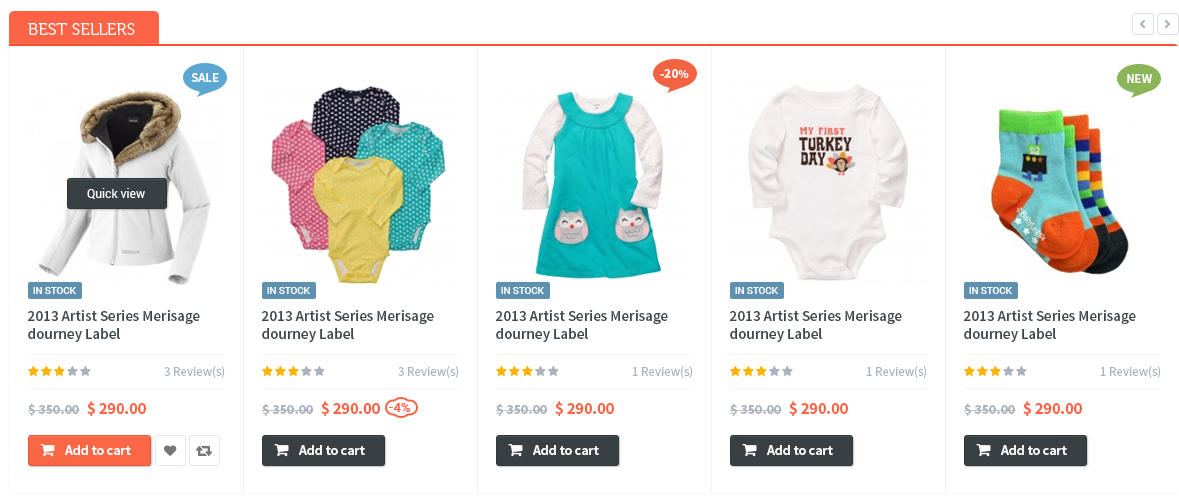 BEST SELLERS
SALE
Quick view
IN STOCK
2013 Artist Series Merisage
dourney Label
3 Review(s)
$ 350.00 $ 290.00
Add to cart
IN STOCK
2013 Artist Series Merisage
dourney Label
3 Review(s)
$ 350.00 $ 290.00 -4%
Add to cart
-20%
IN STOCK
2013 Artist Series Merisage
dourney Label
1 Review(s)
$ 350.00 $ 290.00
Add to cart
MY FIRST
TURKEY
DAY
IN STOCK
2013 Artist Series Merisage
dourney Label
1 Review(s)
$ 350.00 $ 290.00
Add to cart
NEW
IN STOCK
2013 Artist Series Merisage
dourney Label
1 Review(s)
$ 350.00 $ 290.00
Add to cart